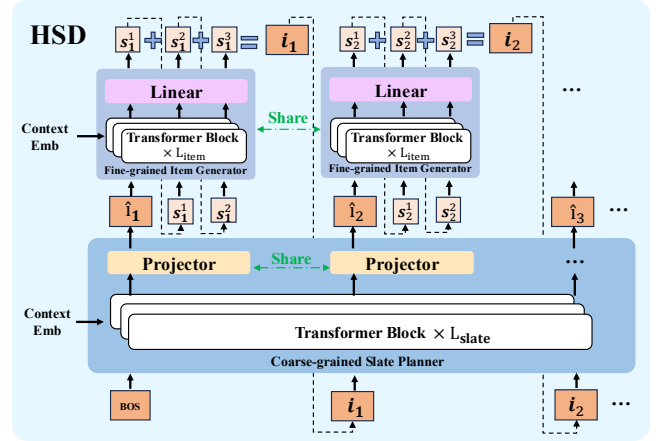 HSD
s₁¹ + s₁² + s₁³ = i₁
s₂¹ + s₂² + s₂³ = i₂
Linear
Linear
...
Share
Context
Emb
Transformer Block
× L_item
Transformer Block
× L_item
Fine-grained Item Generator
Fine-grained Item Generator
î₁
s₁¹
s₁²
î₂
s₂¹
s₂²
î₃
...
Projector
Share
Projector
...
Context
Emb
Transformer Block × L_slate
Coarse-grained Slate Planner
BOS
i₁
i₂
...